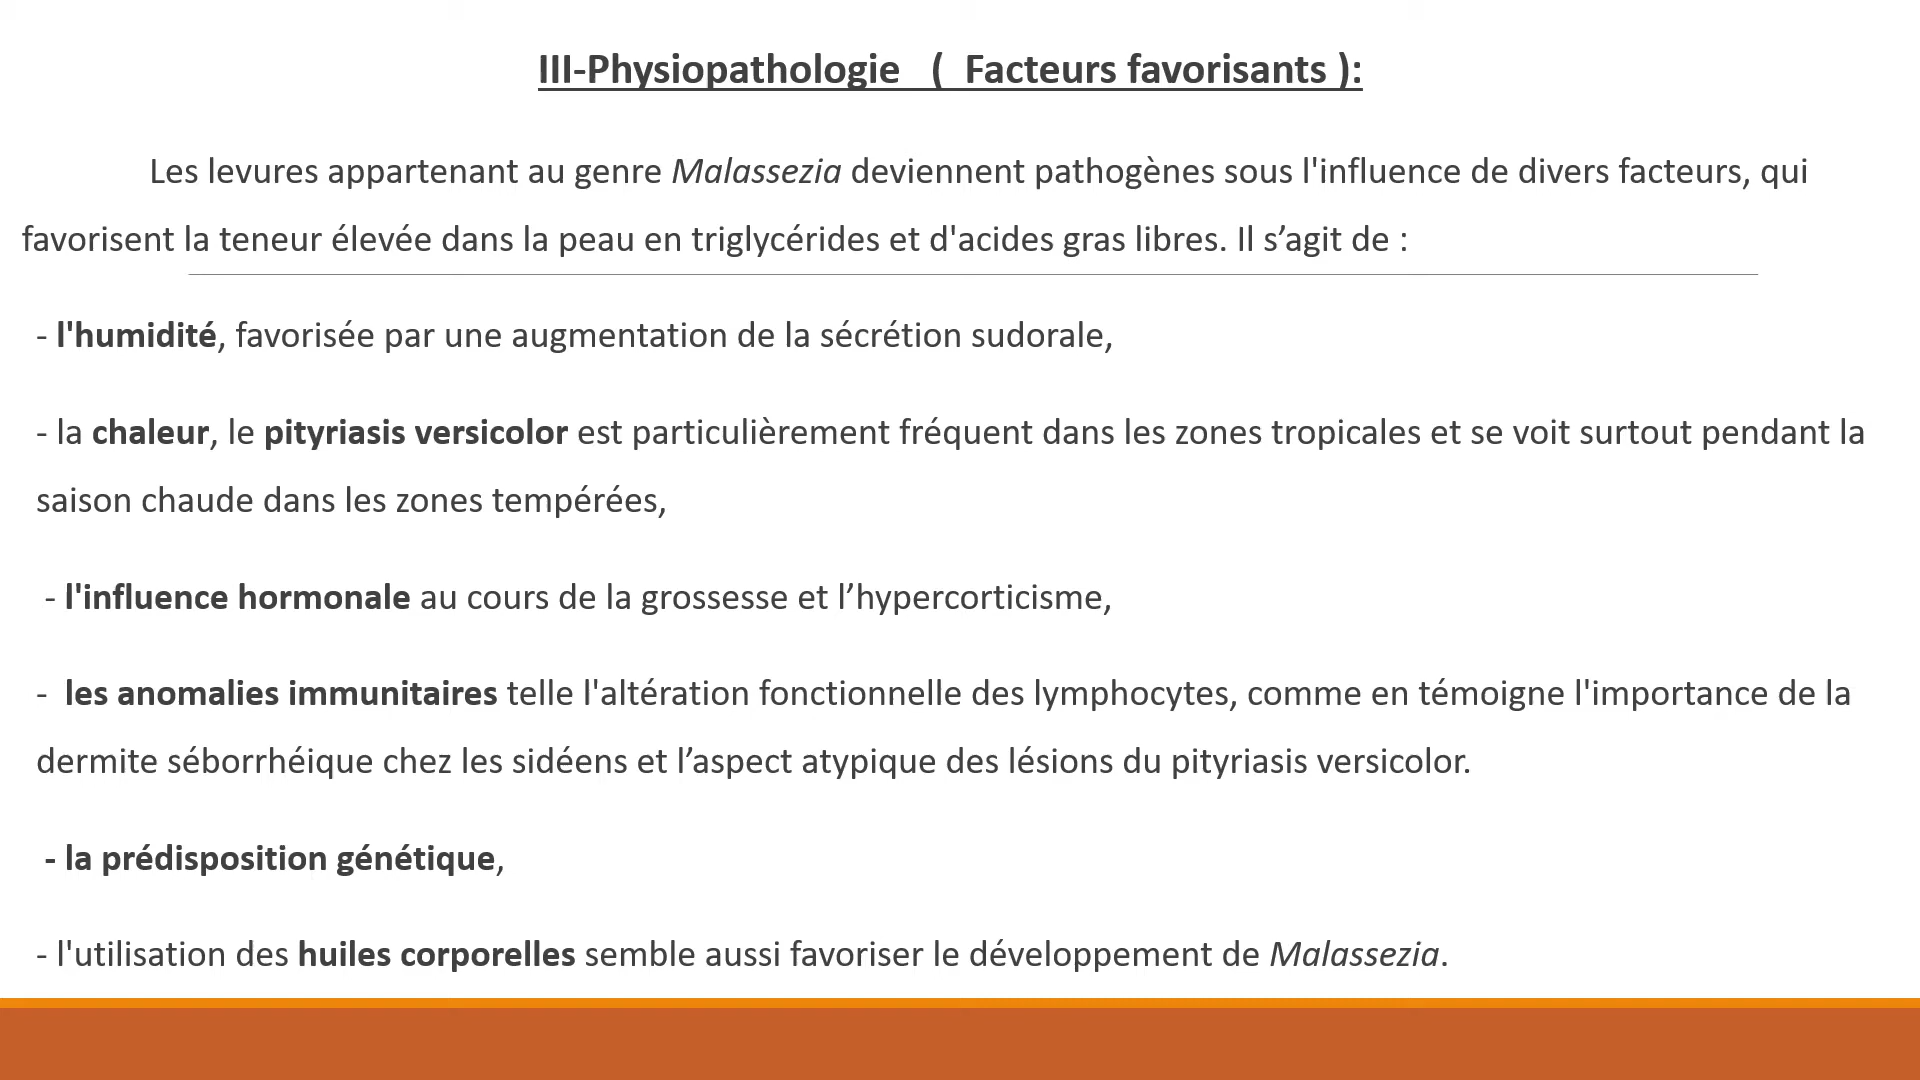 III-Physiopathologie ( Facteurs favorisants ):
Les levures appartenant au genre Malassezia deviennent pathogènes sous l'influence de divers facteurs, qui
favorisent la teneur élevée dans la peau en triglycérides et d'acides gras libres. Il s’agit de :
- l'humidité, favorisée par une augmentation de la sécrétion sudorale,
- la chaleur, le pityriasis versicolor est particulièrement fréquent dans les zones tropicales et se voit surtout pendant la
saison chaude dans les zones tempérées,
- l'influence hormonale au cours de la grossesse et l’hypercorticisme,
- les anomalies immunitaires telle l'altération fonctionnelle des lymphocytes, comme en témoigne l'importance de la
dermite séborrhéique chez les sidéens et l’aspect atypique des lésions du pityriasis versicolor.
- la prédisposition génétique,
- l'utilisation des huiles corporelles semble aussi favoriser le développement de Malassezia.